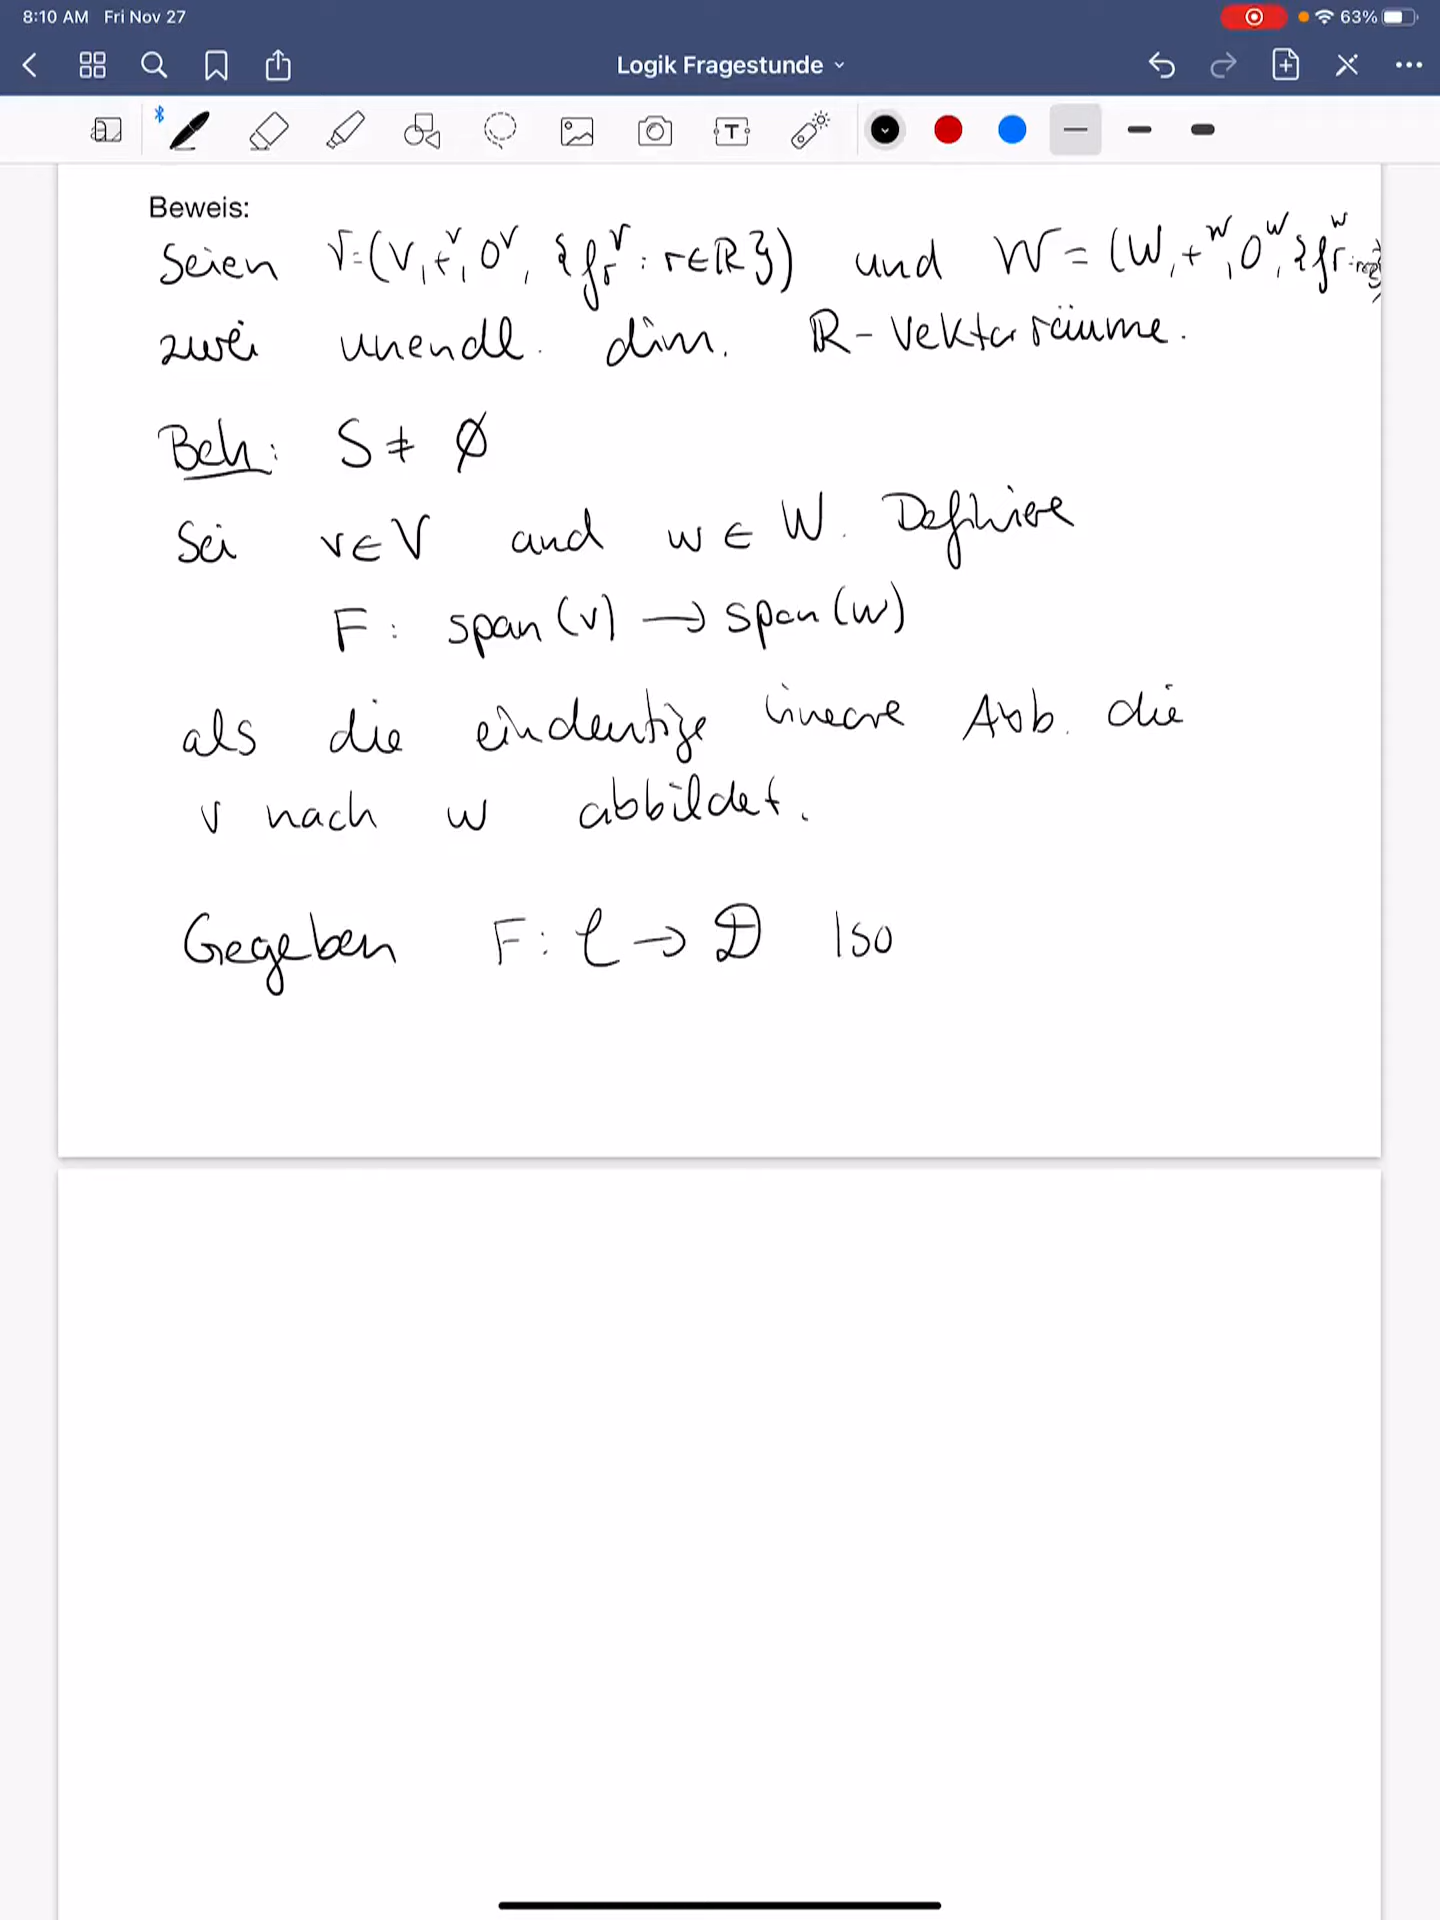 8:10 AM Fri Nov 27
63%
Logik Fragestunde
T
Beweis:
Seien V=(V,+^V,0^V, {f_r^V : r∈ℝ}) und W = (W,+^W,0^W,{f_r^W:r∈ℝ})
zwei unendl. dim. ℝ-Vektorräume.
Beh: S ≠ ∅
Sei v∈V and w∈W. Definiere
F: span(v) → span(w)
als die eindeutige lineare Abb. die
v nach w abbildet.
Gegeben F: C → D Iso